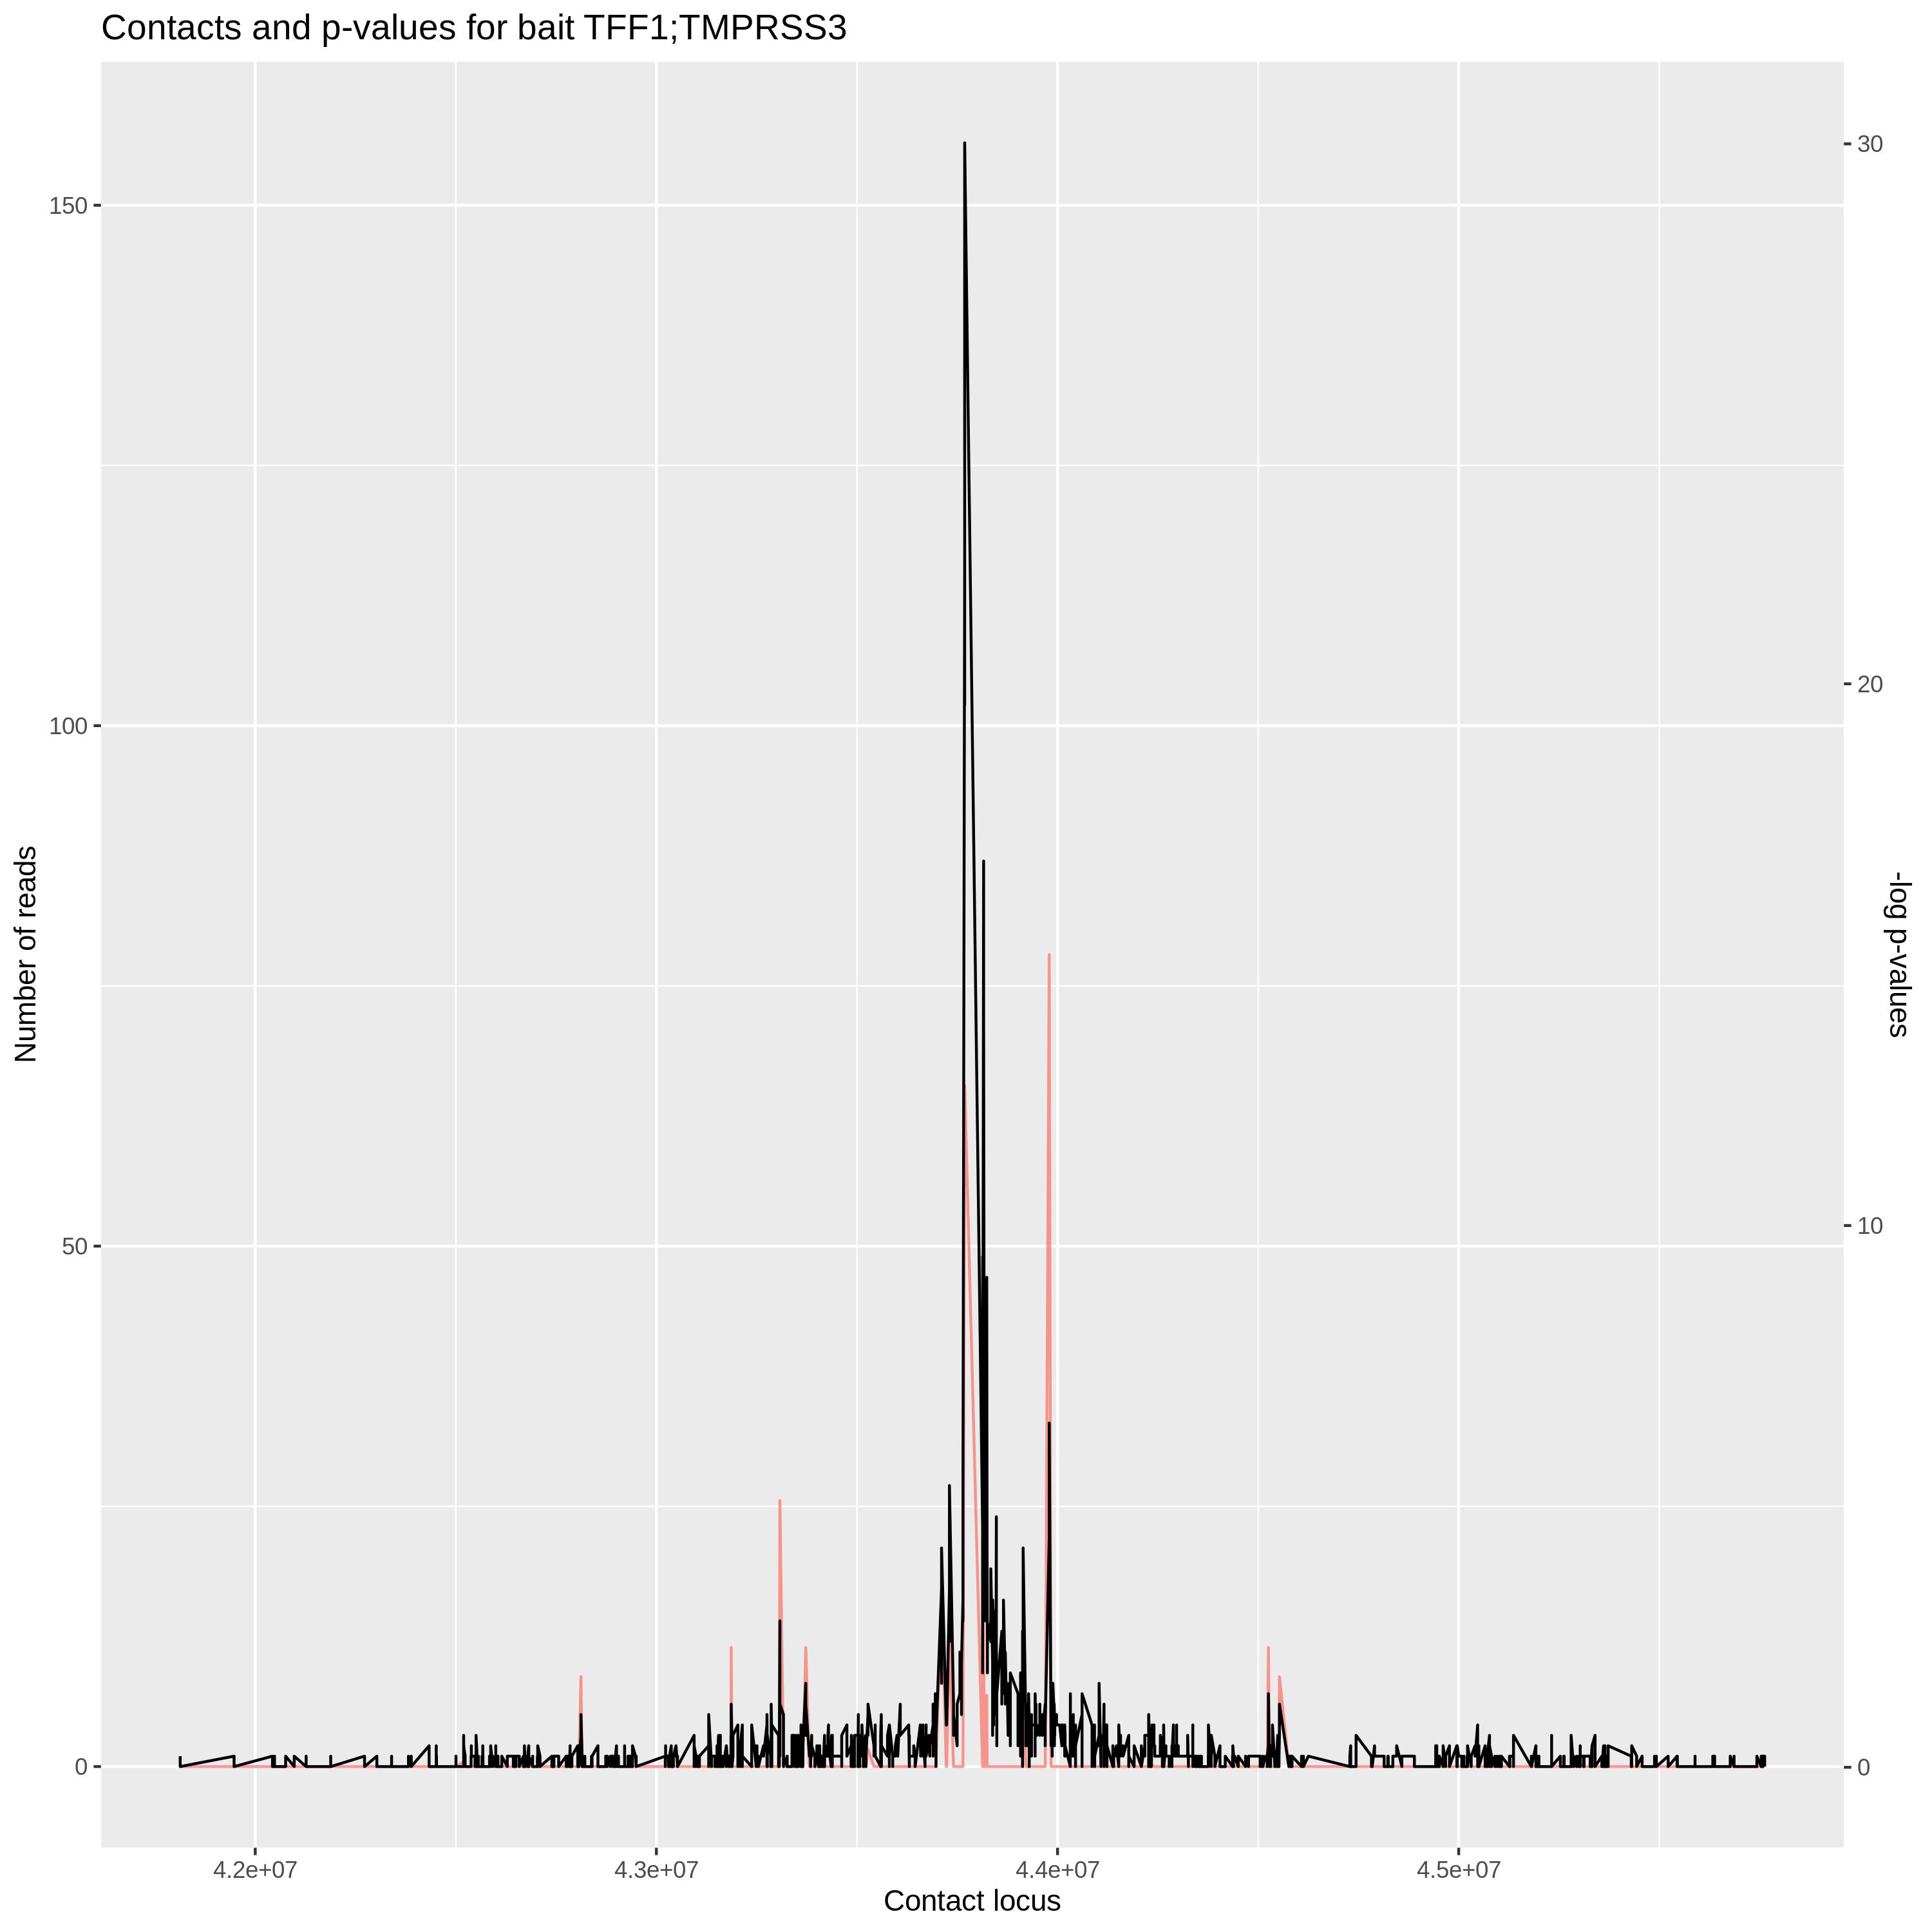 Contacts and p-values for bait TFF1;TMPRSS3
Number of reads
150
100
50
0
30
20
10
0
-log p-values
4.2e+07
4.3e+07
4.4e+07
4.5e+07
Contact locus